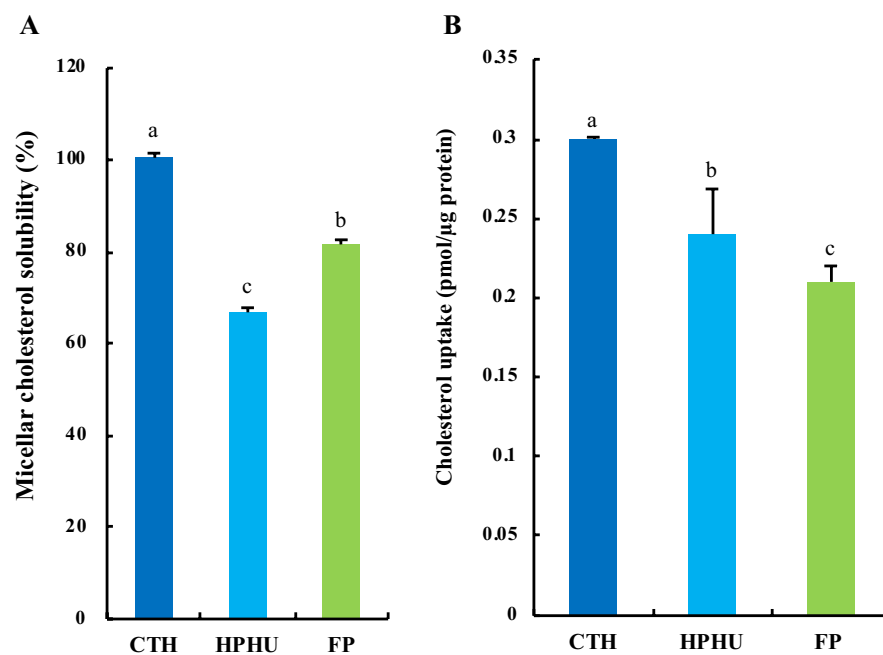 A
Micellar cholesterol solubility (%)
120
100
80
60
40
20
0
a
c
b
CTH HPHU FP
B
Cholesterol uptake (pmol/µg protein)
0.35
0.3
0.25
0.2
0.15
0.1
0.05
0
a
b
c
CTH HPHU FP